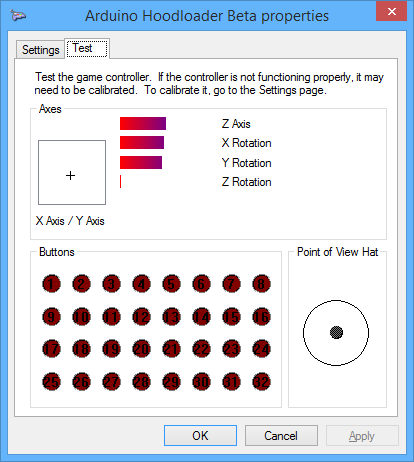 Arduino Hoodloader Beta properties
Settings Test
Test the game controller. If the controller is not functioning properly, it may
need to be calibrated. To calibrate it, go to the Settings page.
Axes
Z Axis
X Rotation
Y Rotation
Z Rotation
X Axis / Y Axis
Buttons
1 2 3 4 5 6 7 8
9 10 11 12 13 14 15 16
17 18 19 20 21 22 23 24
25 26 27 28 29 30 31 32
Point of View Hat
OK Cancel Apply